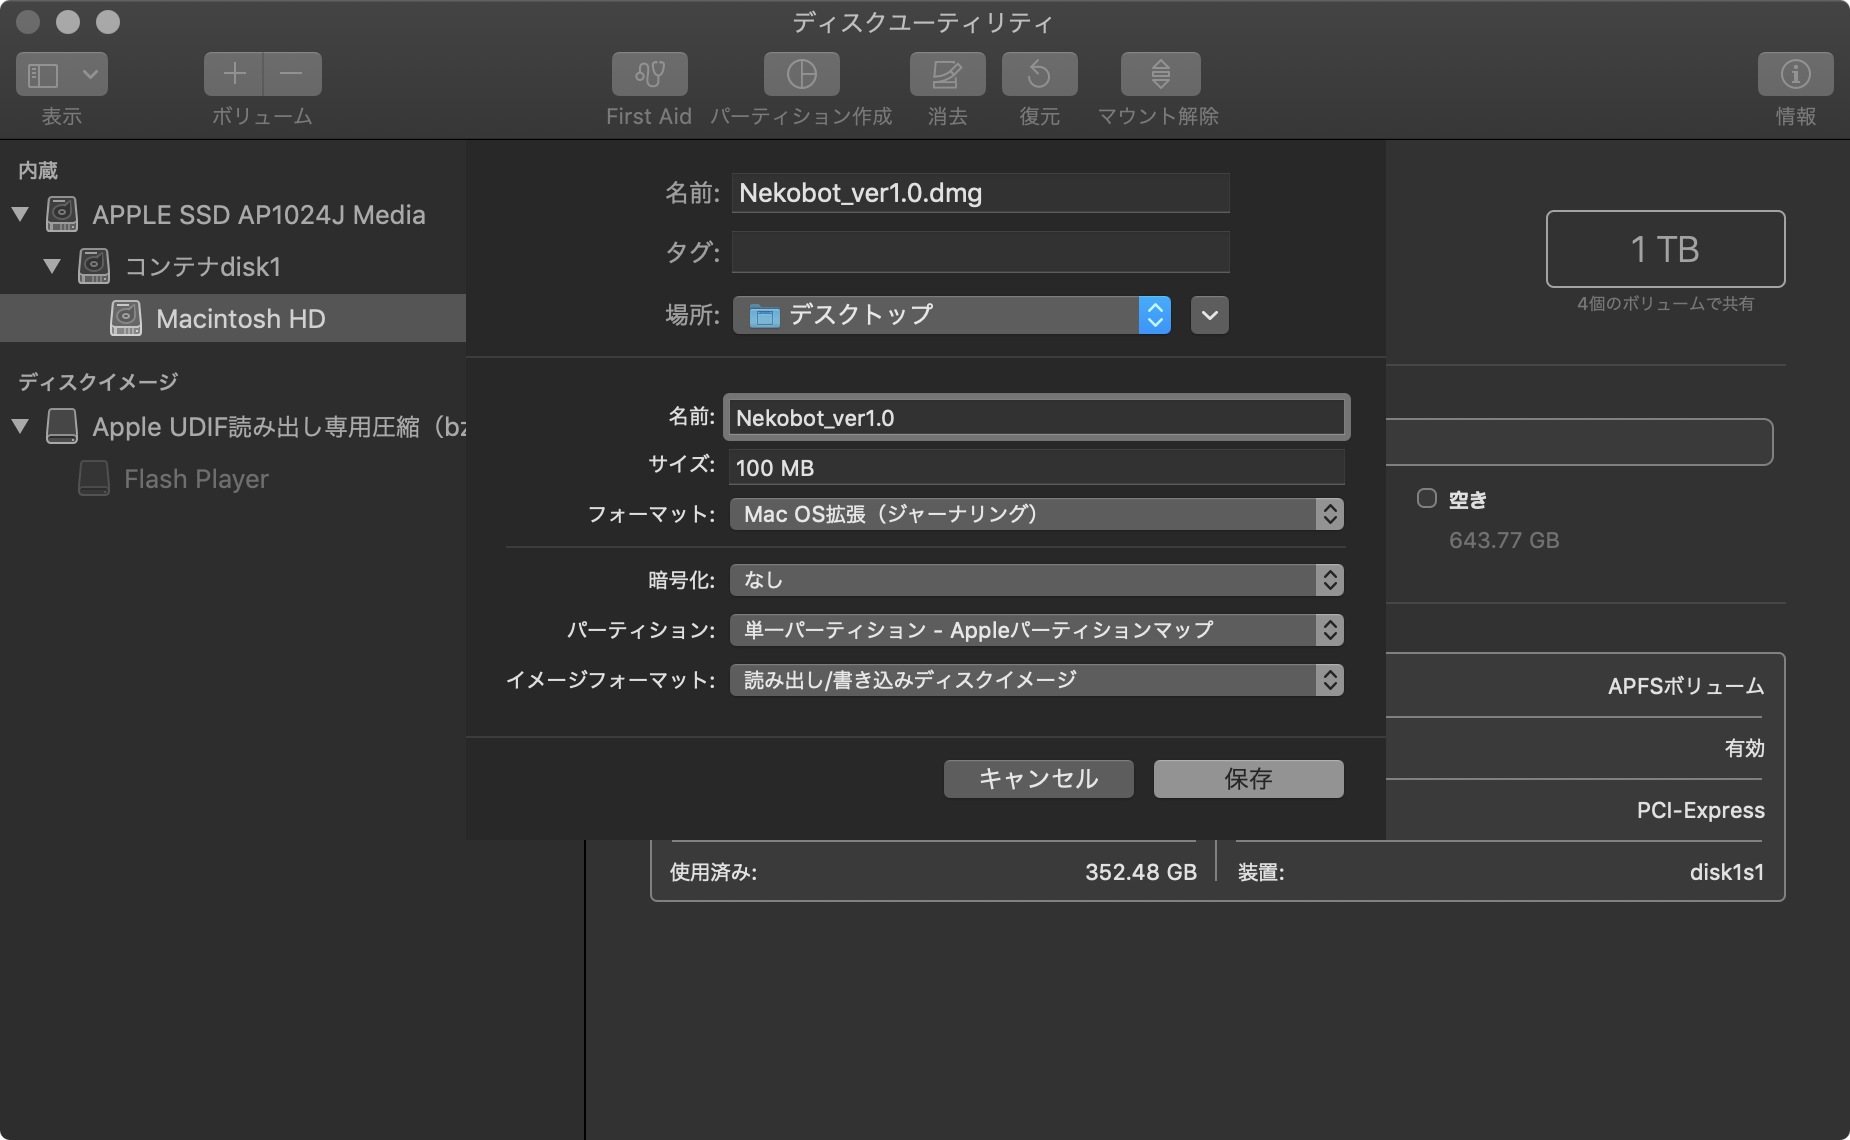 ディスクユーティリティ
表示
ボリューム
First Aid
パーティション作成
消去
復元
マウント解除
情報
内蔵
APPLE SSD AP1024J Media
コンテナdisk1
Macintosh HD
ディスクイメージ
Apple UDIF読み出し専用圧縮（bz
Flash Player
名前: Nekobot_ver1.0.dmg
タグ:
場所: デスクトップ
名前: Nekobot_ver1.0
サイズ: 100 MB
フォーマット: Mac OS拡張（ジャーナリング）
暗号化: なし
パーティション: 単一パーティション - Appleパーティションマップ
イメージフォーマット: 読み出し/書き込みディスクイメージ
キャンセル
保存
1 TB
4個のボリュームで共有
空き
643.77 GB
APFSボリューム
有効
PCI-Express
使用済み: 352.48 GB
装置: disk1s1